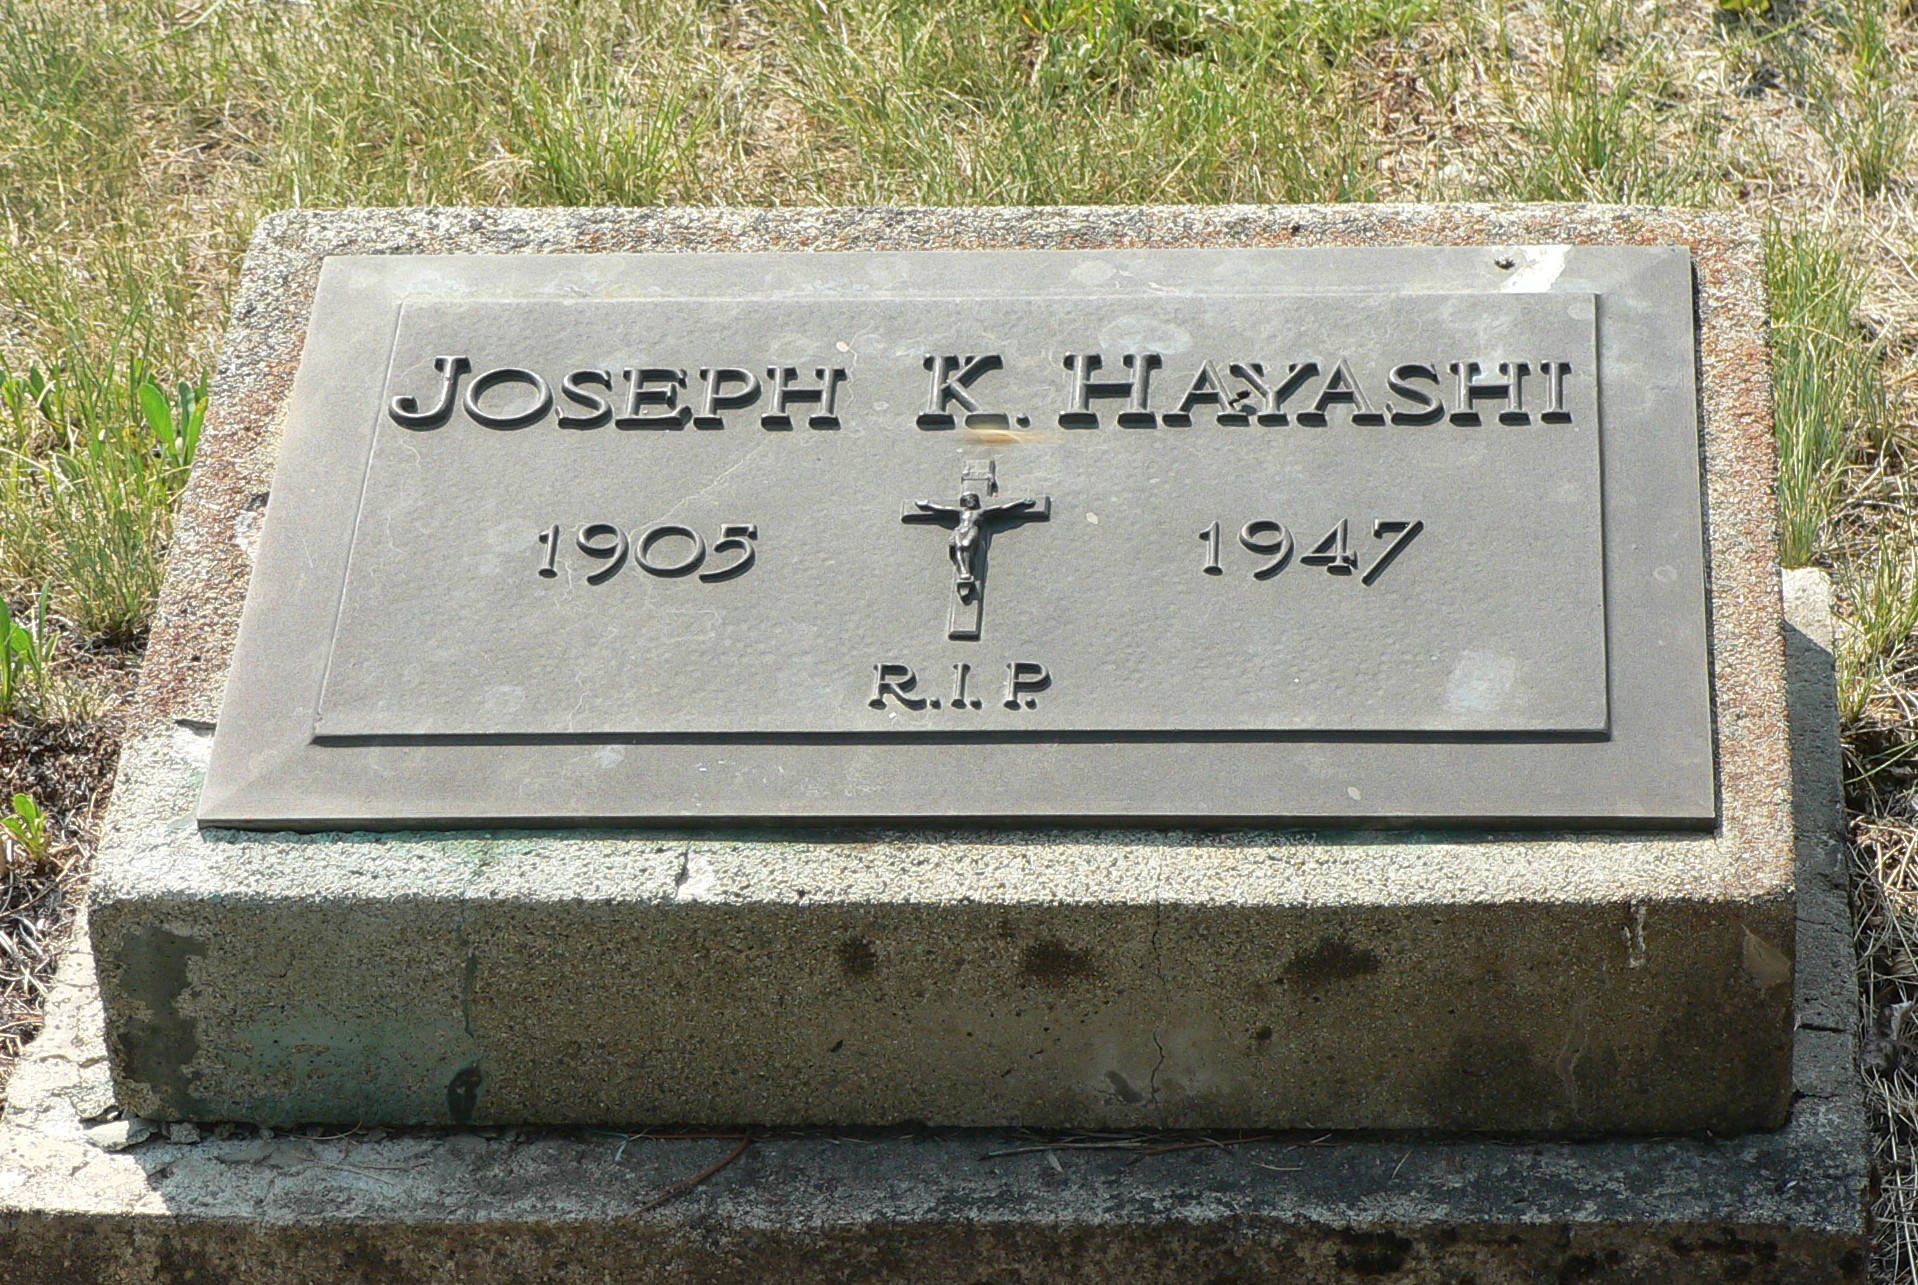 JOSEPH K. HAYASHI
1905 1947
R.I.P.